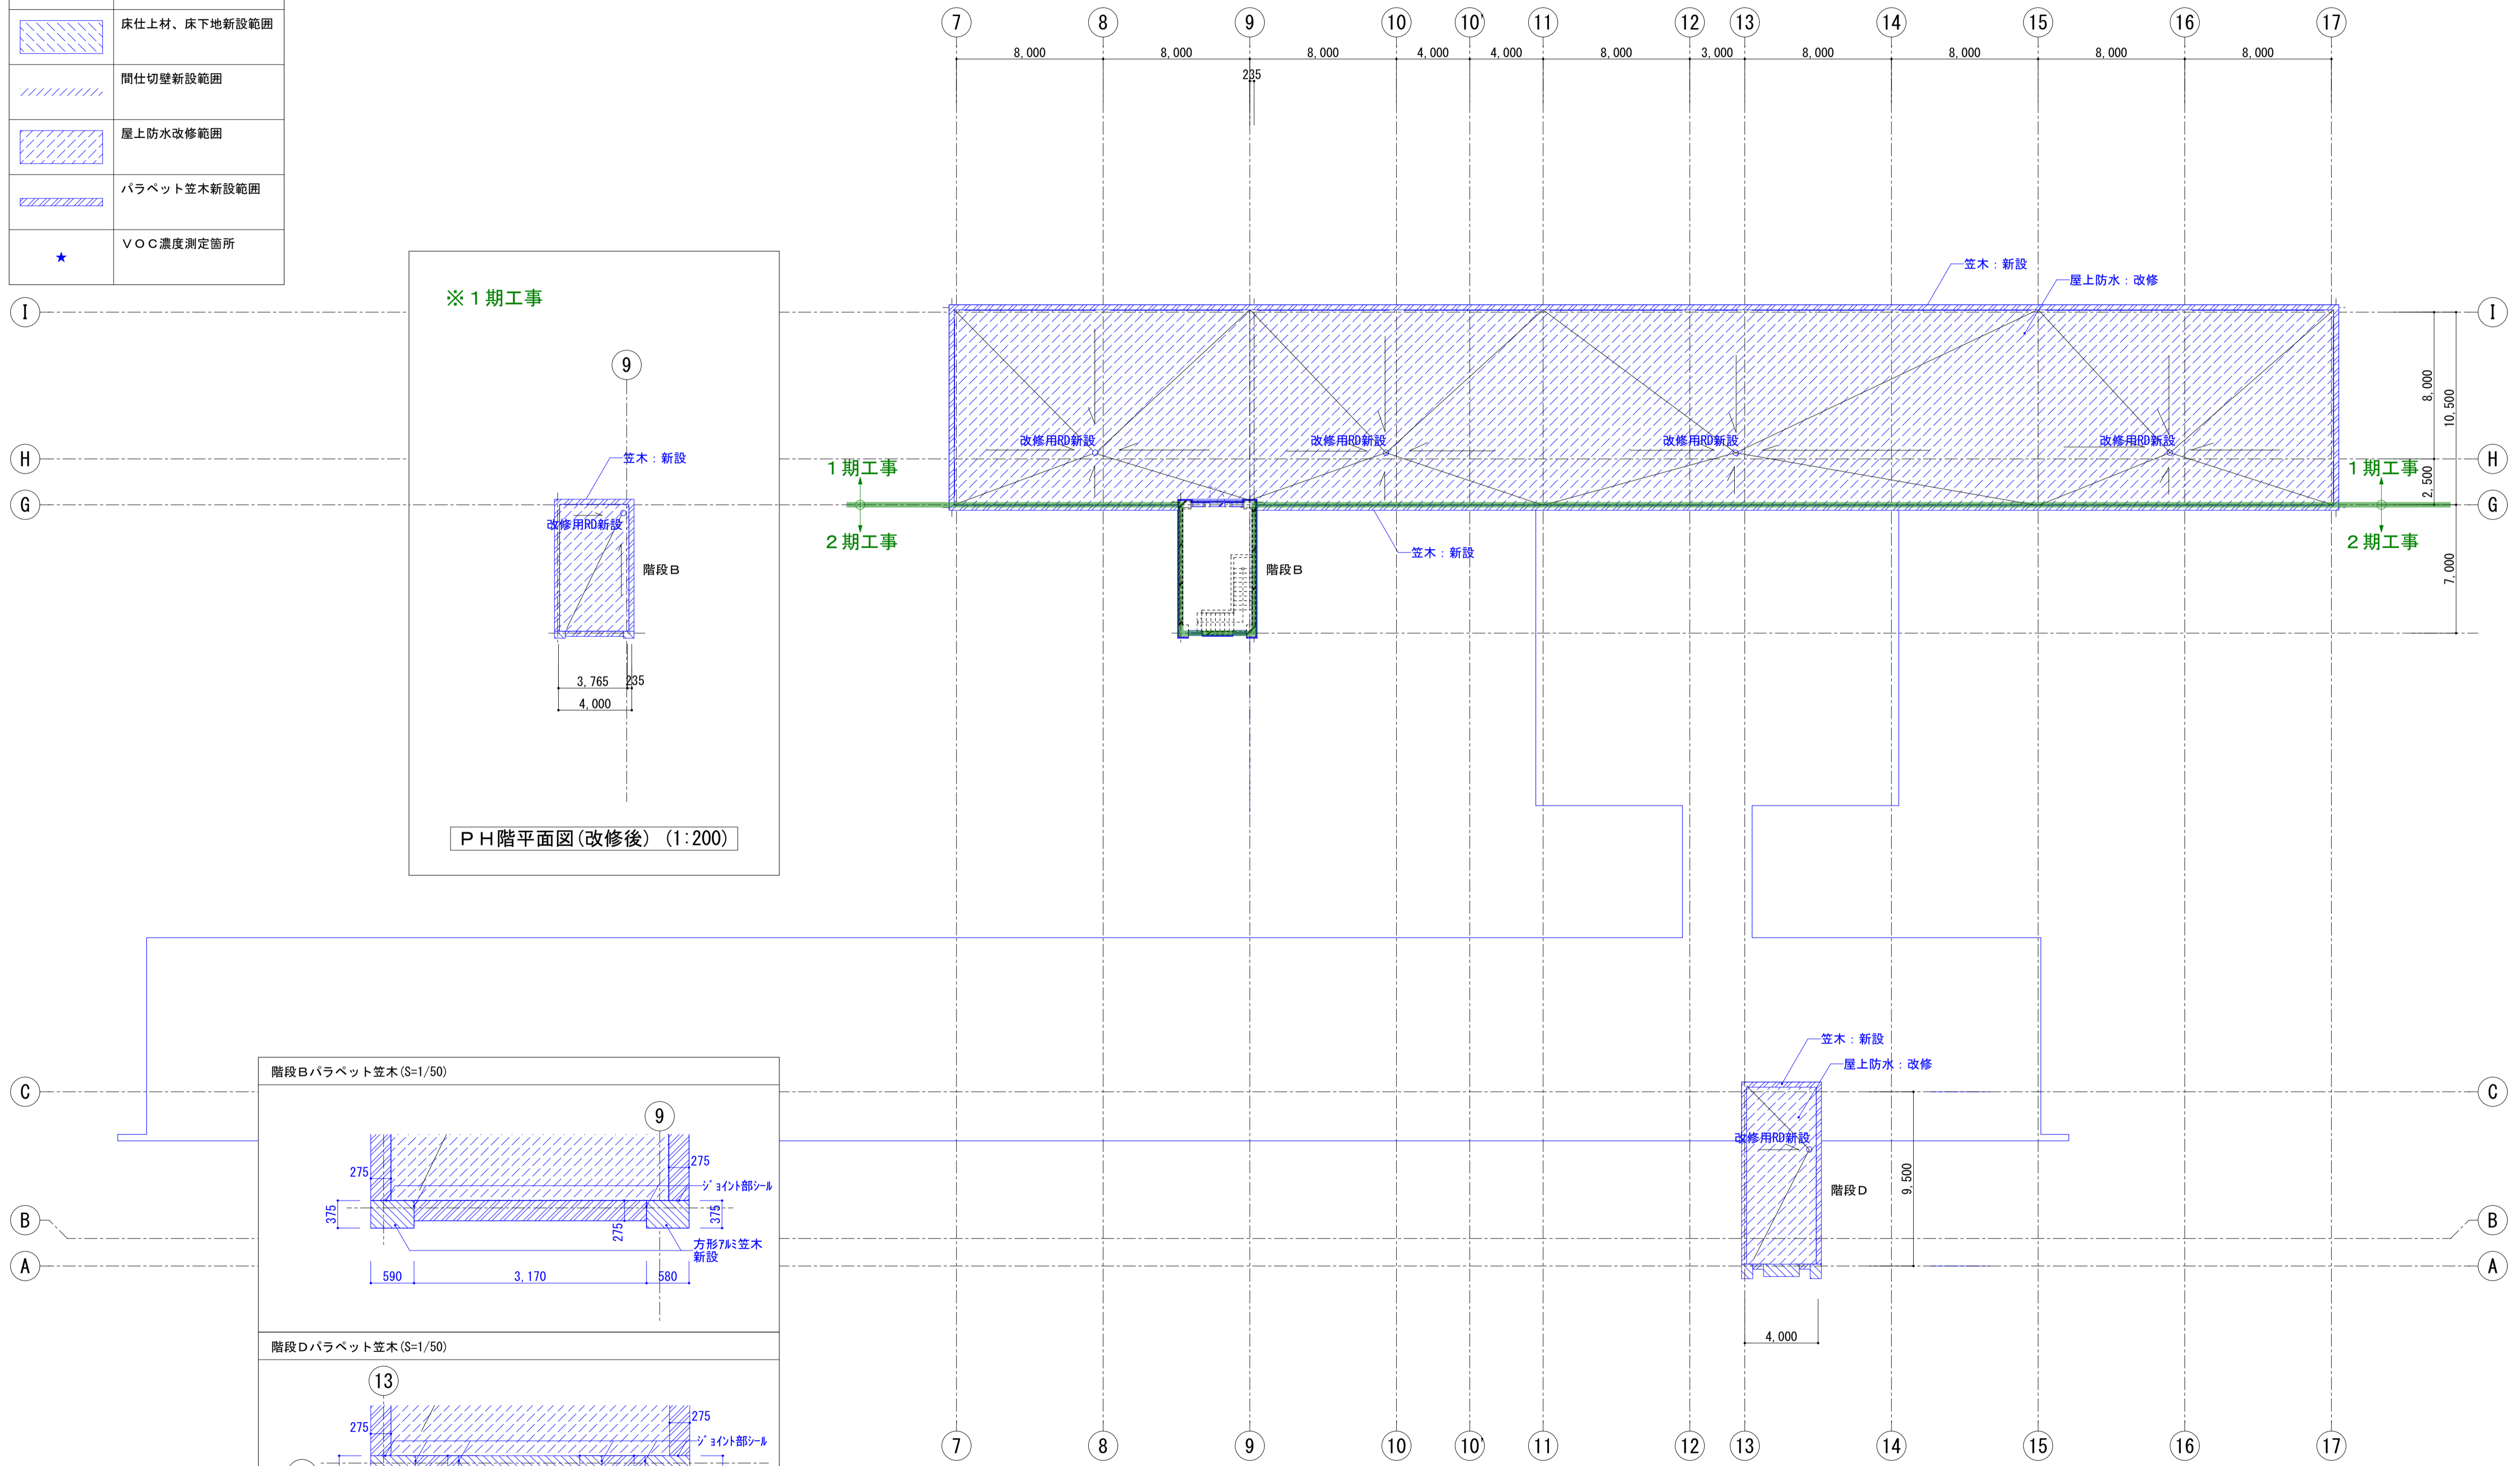 床仕上材、床下地新設範囲
間仕切壁新設範囲
屋上防水改修範囲
パラペット笠木新設範囲
★ ＶＯＣ濃度測定箇所
7 8 9 10 10' 11 12 13 14 15 16 17
8,000 8,000 8,000 4,000 4,000 8,000 3,000 8,000 8,000 8,000 8,000
235
※１期工事
9
笠木：新設
改修用RD新設
階段Ｂ
3,765 235
4,000
ＰＨ階平面図(改修後) (1:200)
笠木：新設
屋上防水：改修
I I
H H
G G
改修用RD新設 改修用RD新設 改修用RD新設 改修用RD新設
１期工事 １期工事
２期工事 ２期工事
笠木：新設
階段Ｂ
8,000
10,500
2,500
7,000
笠木：新設
屋上防水：改修
改修用RD新設
階段Ｄ
9,500
4,000
C C
B B
A A
階段Ｂパラペット笠木(S=1/50)
9
275 275
ｼﾞｮｲﾝﾄ部ｼｰﾙ
375 275 375
方形ｱﾙﾐ笠木
新設
590 3,170 580
階段Ｄパラペット笠木(S=1/50)
13
275 275
ｼﾞｮｲﾝﾄ部ｼｰﾙ
7 8 9 10 10' 11 12 13 14 15 16 17